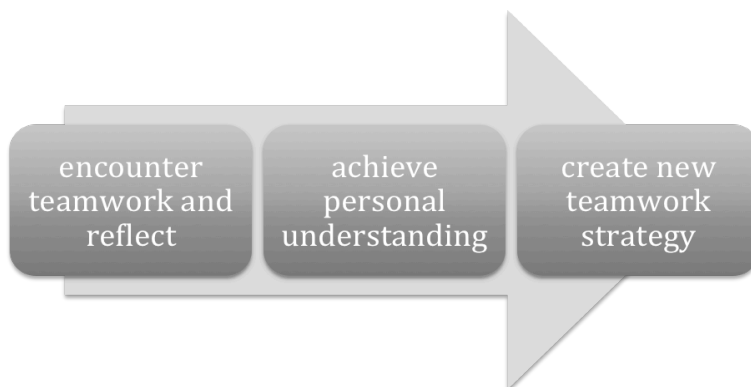 encounter
teamwork and
reflect
achieve
personal
understanding
create new
teamwork
strategy